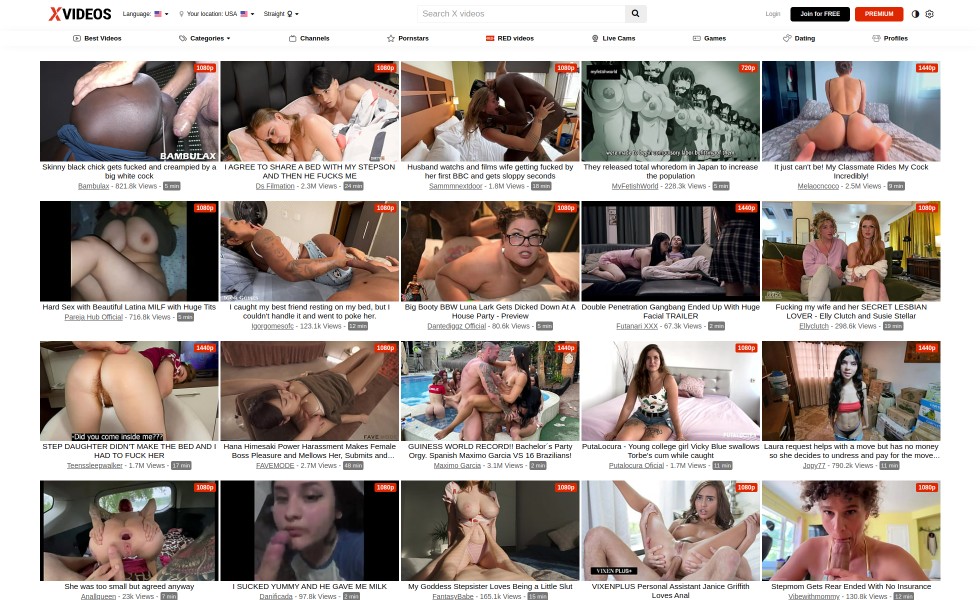 XVIDEOS
Language:
Your location: USA
Straight
Search X videos
Login
Join for FREE
PREMIUM
Best Videos
Categories
Channels
Pornstars
RED videos
Live Cams
Games
Dating
Profiles
1080p
BAMBULAX
Skinny black chick gets fucked and creampied by a
big white cock
Bambulax - 821.8k Views - 5 min
1080p
I AGREE TO SHARE A BED WITH MY STEPSON
AND THEN HE FUCKS ME
Ds Filmation - 2.3M Views - 24 min
1080p
Husband watchs and films wife getting fucked by
her first BCC and gets sloppy seconds
Sammmnextdoor - 1.8M Views - 18 min
720p
myfetishworld
They released total whoredom in Japan to increase
the population
MyFetishWorld - 228.3k Views - 5 min
1440p
It just can't be! My Classmate Rides My Cock
Incredibly!
Melaooncoco - 2.5M Views - 9 min
1080p
Hard Sex with Beautiful Latina MILF with Huge Tits
Pareja Hub Official - 716.8k Views - 5 min
1080p
I caught my best friend resting on my bed, but I
couldn't handle it and went to poke her.
Igorgomesofc - 123.1k Views - 12 min
1080p
Big Booty BBW Luna Lark Gets Dicked Down At A
House Party - Preview
Dantediggz Official - 80.6k Views - 5 min
1440p
Double Penetration Gangbang Ended Up With Huge
Facial TRAILER
Futanari XXX - 67.3k Views - 2 min
1080p
Fucking my wife and her SECRET LESBIAN
LOVER - Elly Clutch and Susie Stellar
Ellyclutch - 298.6k Views - 19 min
1440p
-Did you come inside me???
STEP DAUGHTER DIDN'T MAKE THE BED AND I
HAD TO FUCK HER
Teenssleepwalker - 1.7M Views - 17 min
1080p
Hana Himesaki Power Harassment Makes Female
Boss Pleasure and Mellows Her, Submits and...
FAVEMODE - 2.7M Views - 48 min
1440p
GUINESS WORLD RECORD!! Bachelor´s Party
Orgy. Spanish Maximo Garcia VS 16 Brazilians!
Maximo Garcia - 3.1M Views - 2 min
1080p
PutaLocura - Young college girl Vicky Blue swallows
Torbe's cum while caught
Putalocura Oficial - 1.7M Views - 11 min
1440p
Laura request helps with a move but has no money
so she decides to undress and pay for the move...
Jopy77 - 790.2k Views - 11 min
1080p
She was too small but agreed anyway
Anallqueen - 23k Views - 7 min
I SUCKED YUMMY AND HE GAVE ME MILK
Danificada - 97.8k Views - 2 min
1080p
My Goddess Stepsister Loves Being a Little Slut
FantasyBabe - 165.1k Views - 15 min
1080p
VIXEN PLUS+
VIXENPLUS Personal Assistant Janice Griffith
Loves Anal
1080p
Stepmom Gets Rear Ended With No Insurance
Vibewithmommy - 130.8k Views - 12 min